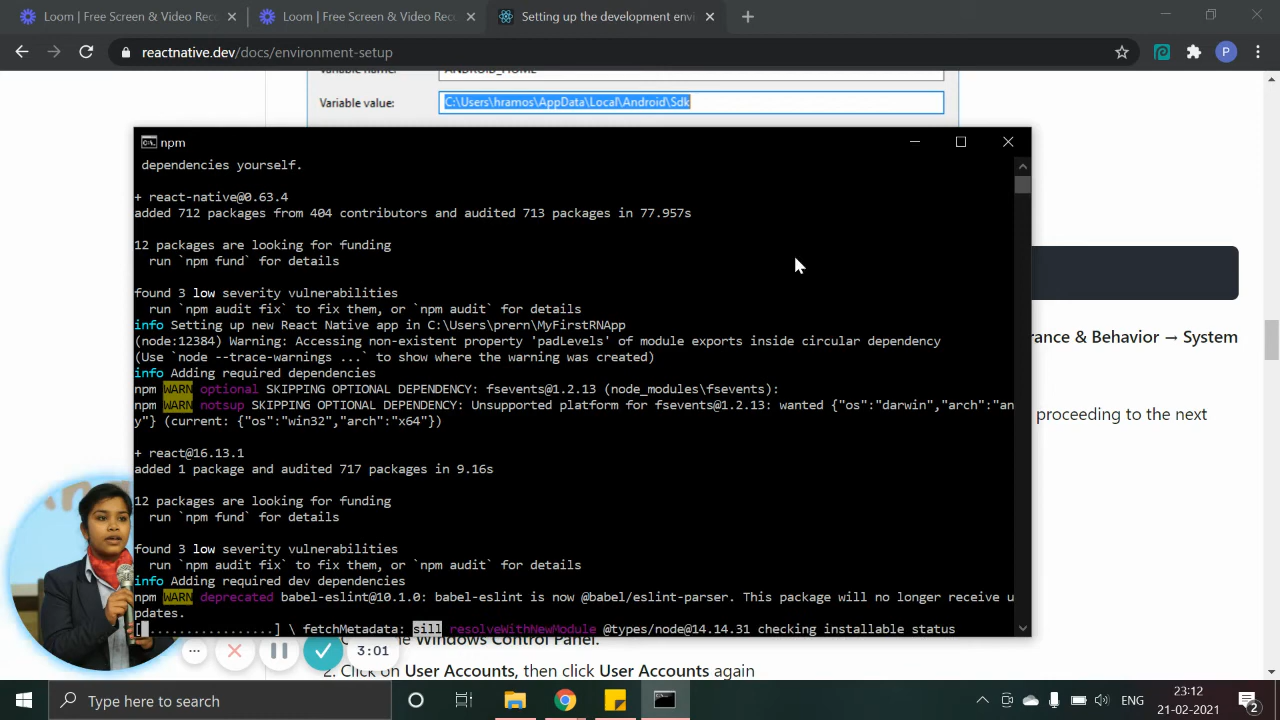 Loom | Free Screen & Video Rec
Loom | Free Screen & Video Rec
Setting up the development envi
reactnative.dev/docs/environment-setup
P
Variable name:
ANDROID_HOME
Variable value:
C:\Users\hramos\AppData\Local\Android\Sdk
npm
dependencies yourself.
+ react-native@0.63.4
added 712 packages from 404 contributors and audited 713 packages in 77.957s
12 packages are looking for funding
run `npm fund` for details
found 3 low severity vulnerabilities
run `npm audit fix` to fix them, or `npm audit` for details
info Setting up new React Native app in C:\Users\prern\MyFirstRNApp
rance & Behavior → System
(node:12384) Warning: Accessing non-existent property 'padLevels' of module exports inside circular dependency
(Use `node --trace-warnings ...` to show where the warning was created)
info Adding required dependencies
npm WARN optional SKIPPING OPTIONAL DEPENDENCY: fsevents@1.2.13 (node_modules\fsevents):
npm WARN notsup SKIPPING OPTIONAL DEPENDENCY: Unsupported platform for fsevents@1.2.13: wanted {"os":"darwin","arch":"an
y"} (current: {"os":"win32","arch":"x64"})
proceeding to the next
+ react@16.13.1
added 1 package and audited 717 packages in 9.16s
12 packages are looking for funding
run `npm fund` for details
found 3 low severity vulnerabilities
run `npm audit fix` to fix them, or `npm audit` for details
info Adding required dev dependencies
npm WARN deprecated babel-eslint@10.1.0: babel-eslint is now @babel/eslint-parser. This package will no longer receive u
pdates.
[ ................] \ fetchMetadata: sill resolveWithNewModule @types/node@14.14.31 checking installable status
the Windows Control Panel.
3:01
2. Click on User Accounts, then click User Accounts again
Type here to search
ENG
23:12
21-02-2021
2